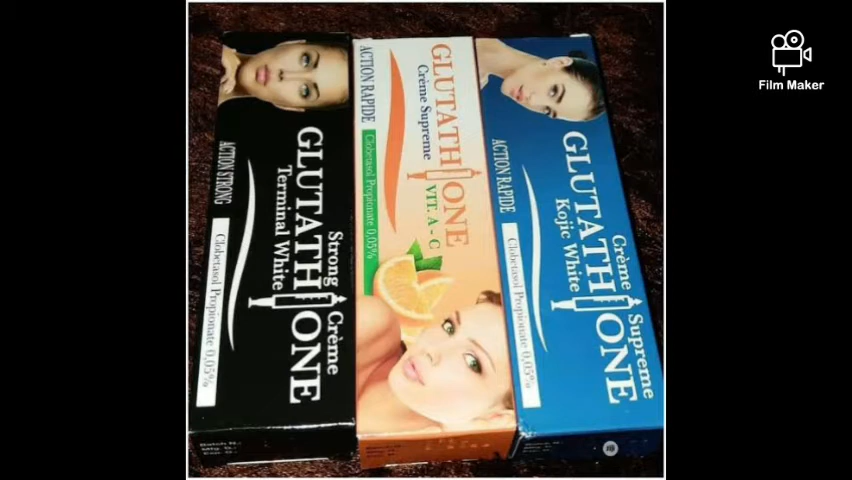 Film Maker
ACTION STRONG
Strong Crème
GLUTATHIONE
Terminal White
Clobetasol Propionate 0,05%
ACTION RAPIDE
GLUTATHIONE
Crème Supreme
VIT. A - C
Clobetasol Propionate 0,05%
ACTION RAPIDE
Crème Supreme
GLUTATHIONE
Kojic White
Clobetasol Propionate 0,05%